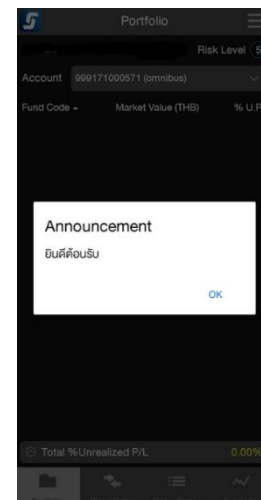 Portfolio
Risk Level 5
Account 999171000571 (omnibus)
Fund Code Market Value (THB) % U.P
Announcement
ยินดีต้อนรับ
OK
Total %Unrealized P/L 0.00%